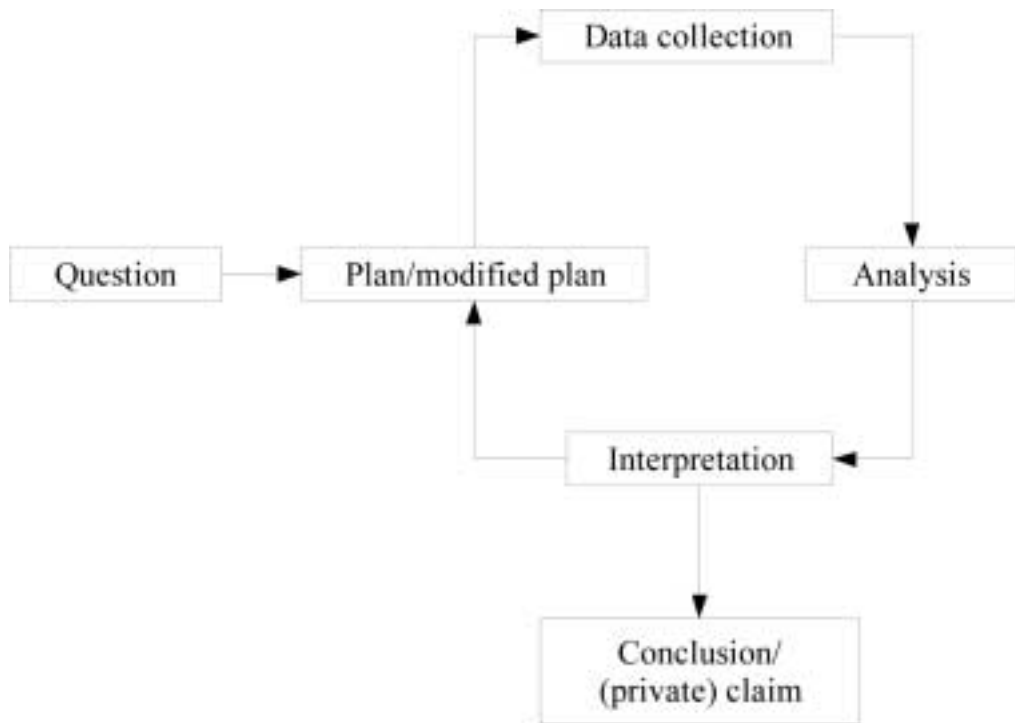 Data collection
Question
Plan/modified plan
Analysis
Interpretation
Conclusion/
(private) claim